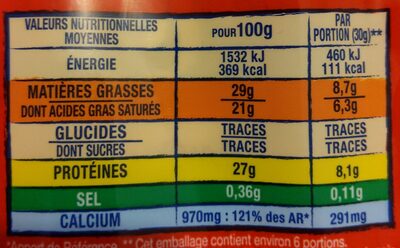 VALEURS NUTRITIONNELLES MOYENNES POUR 100g PAR PORTION (30g)**
ÉNERGIE 1532 kJ 369 kcal 460 kJ 111 kcal
MATIÈRES GRASSES 29g 8,7g
DONT ACIDES GRAS SATURÉS 21g 6,3g
GLUCIDES TRACES TRACES
DONT SUCRES TRACES TRACES
PROTÉINES 27g 8,1g
SEL 0,36g 0,11g
CALCIUM 970mg : 121% des AR* 291mg
*Apport de Référence ** Cet emballage contient environ 6 portions.